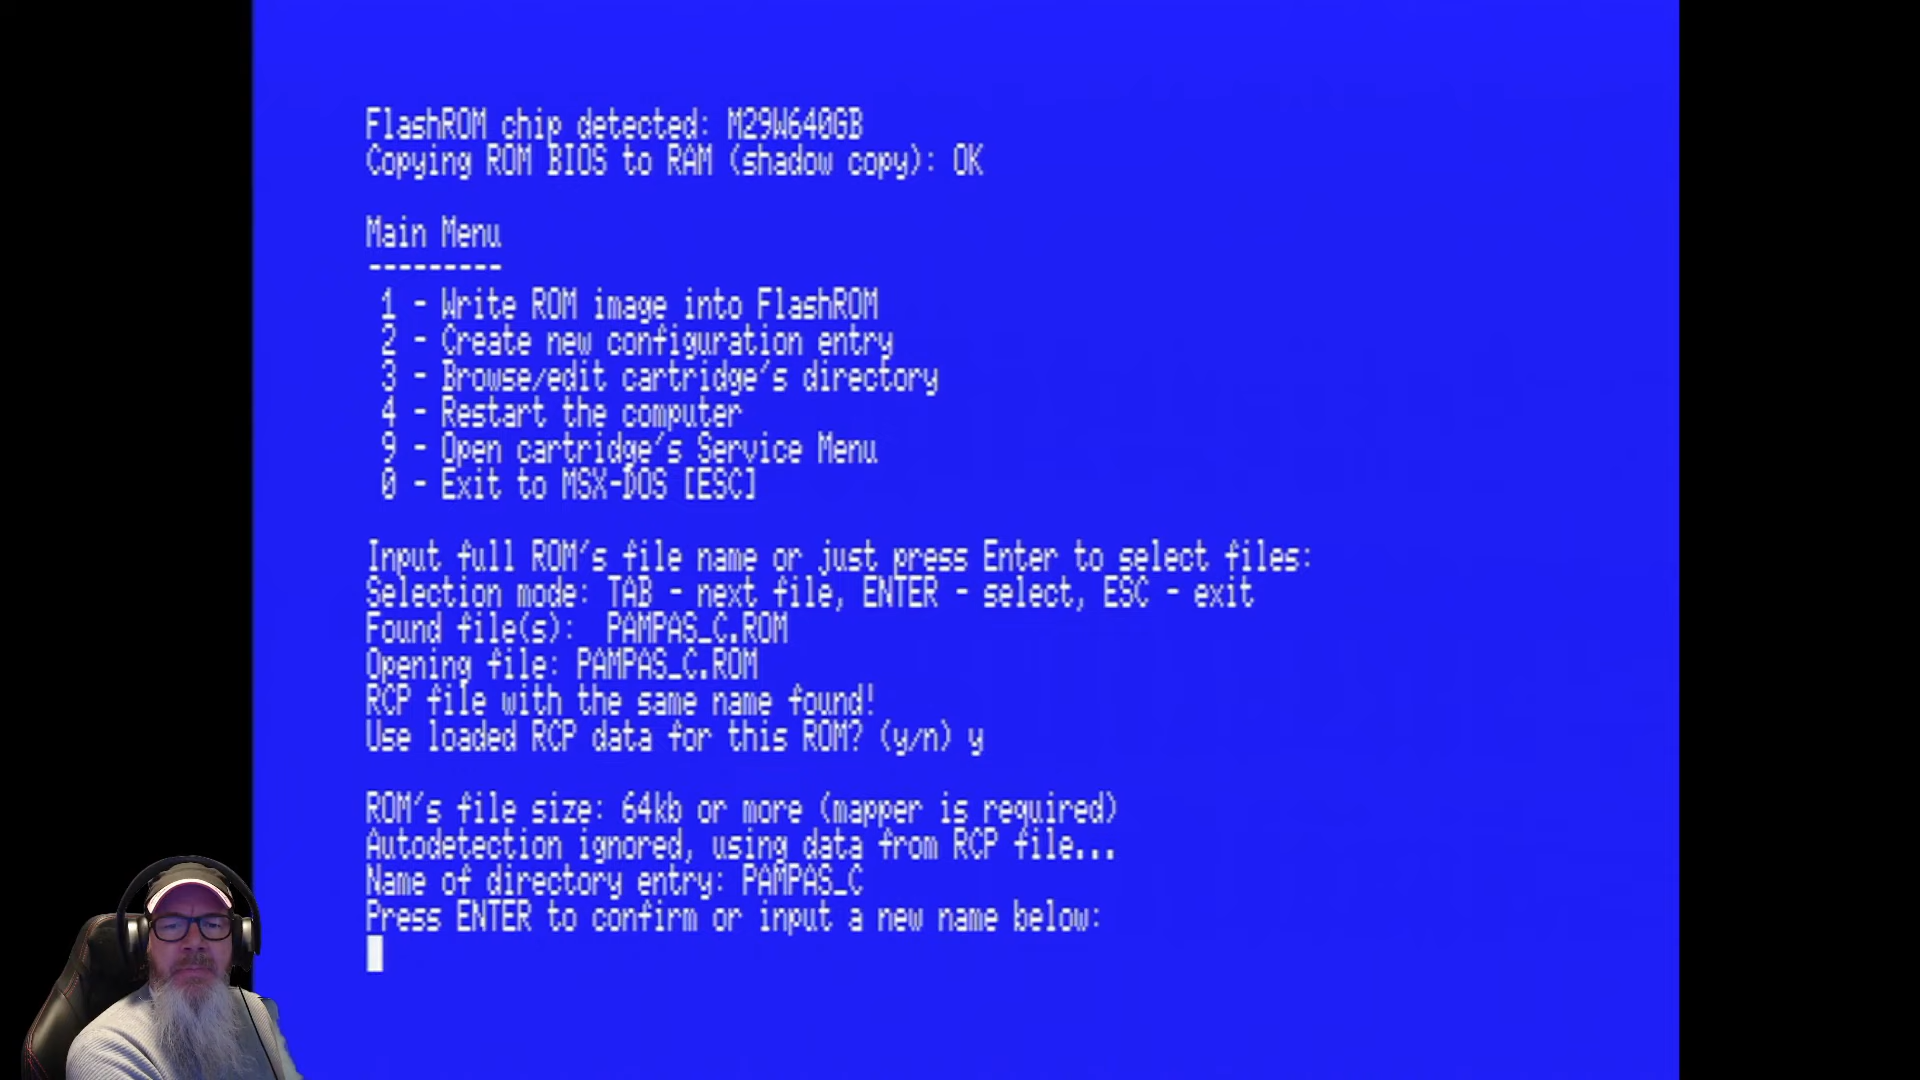 FlashROM chip detected: M29W640GB
Copying ROM BIOS to RAM (shadow copy): OK
Main Menu
---------
1 - Write ROM image into FlashROM
2 - Create new configuration entry
3 - Browse/edit cartridge's directory
4 - Restart the computer
9 - Open cartridge's Service Menu
0 - Exit to MSX-DOS [ESC]
Input full ROM's file name or just press Enter to select files:
Selection mode: TAB - next file, ENTER - select, ESC - exit
Found file(s):  PAMPAS_C.ROM
Opening file: PAMPAS_C.ROM
RCP file with the same name found!
Use loaded RCP data for this ROM? (y/n) y
ROM's file size: 64kb or more (mapper is required)
Autodetection ignored, using data from RCP file...
Name of directory entry: PAMPAS_C
Press ENTER to confirm or input a new name below: